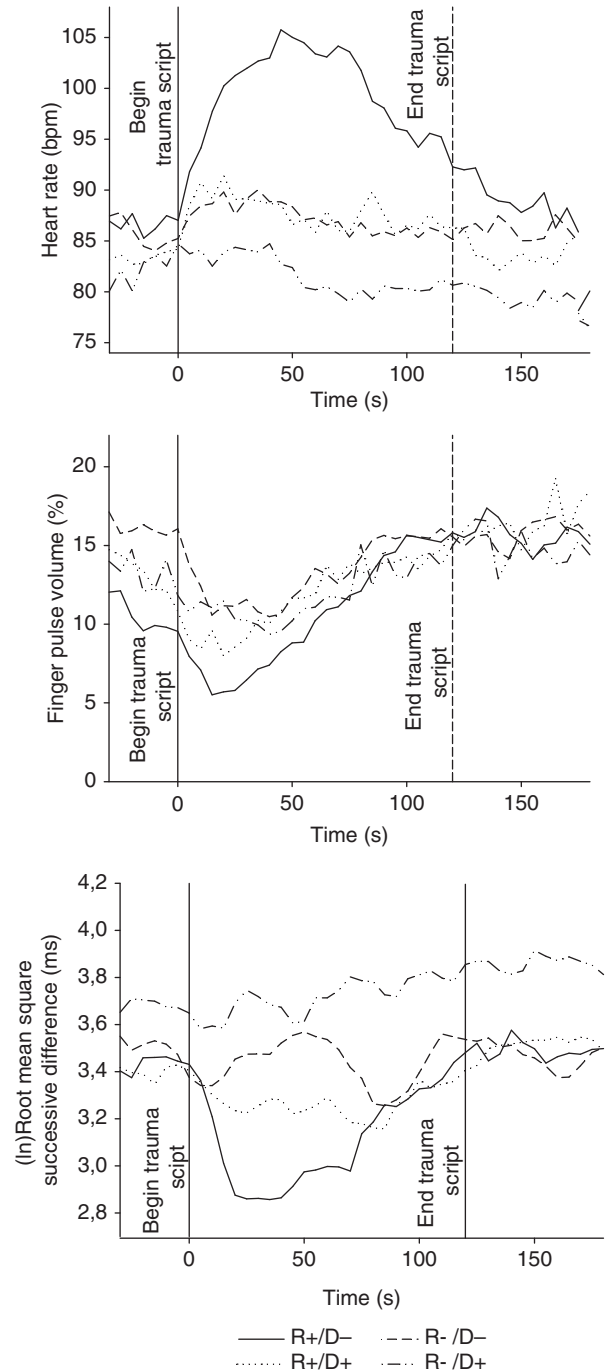 105
100
95
90
85
80
75
Heart rate (bpm)
Begin
trauma script
End trauma
script
0
50
100
150
Time (s)
20
15
10
5
0
Finger pulse volume (%)
Begin trauma
script
End trauma
script
0
50
100
150
Time (s)
4,2
4,0
3,8
3,6
3,4
3,2
3,0
2,8
(ln)Root mean square
successive difference (ms)
Begin trauma
scipt
End trauma
script
0
50
100
150
Time (s)
R+/D–
R- /D–
R+/D+
R- /D+